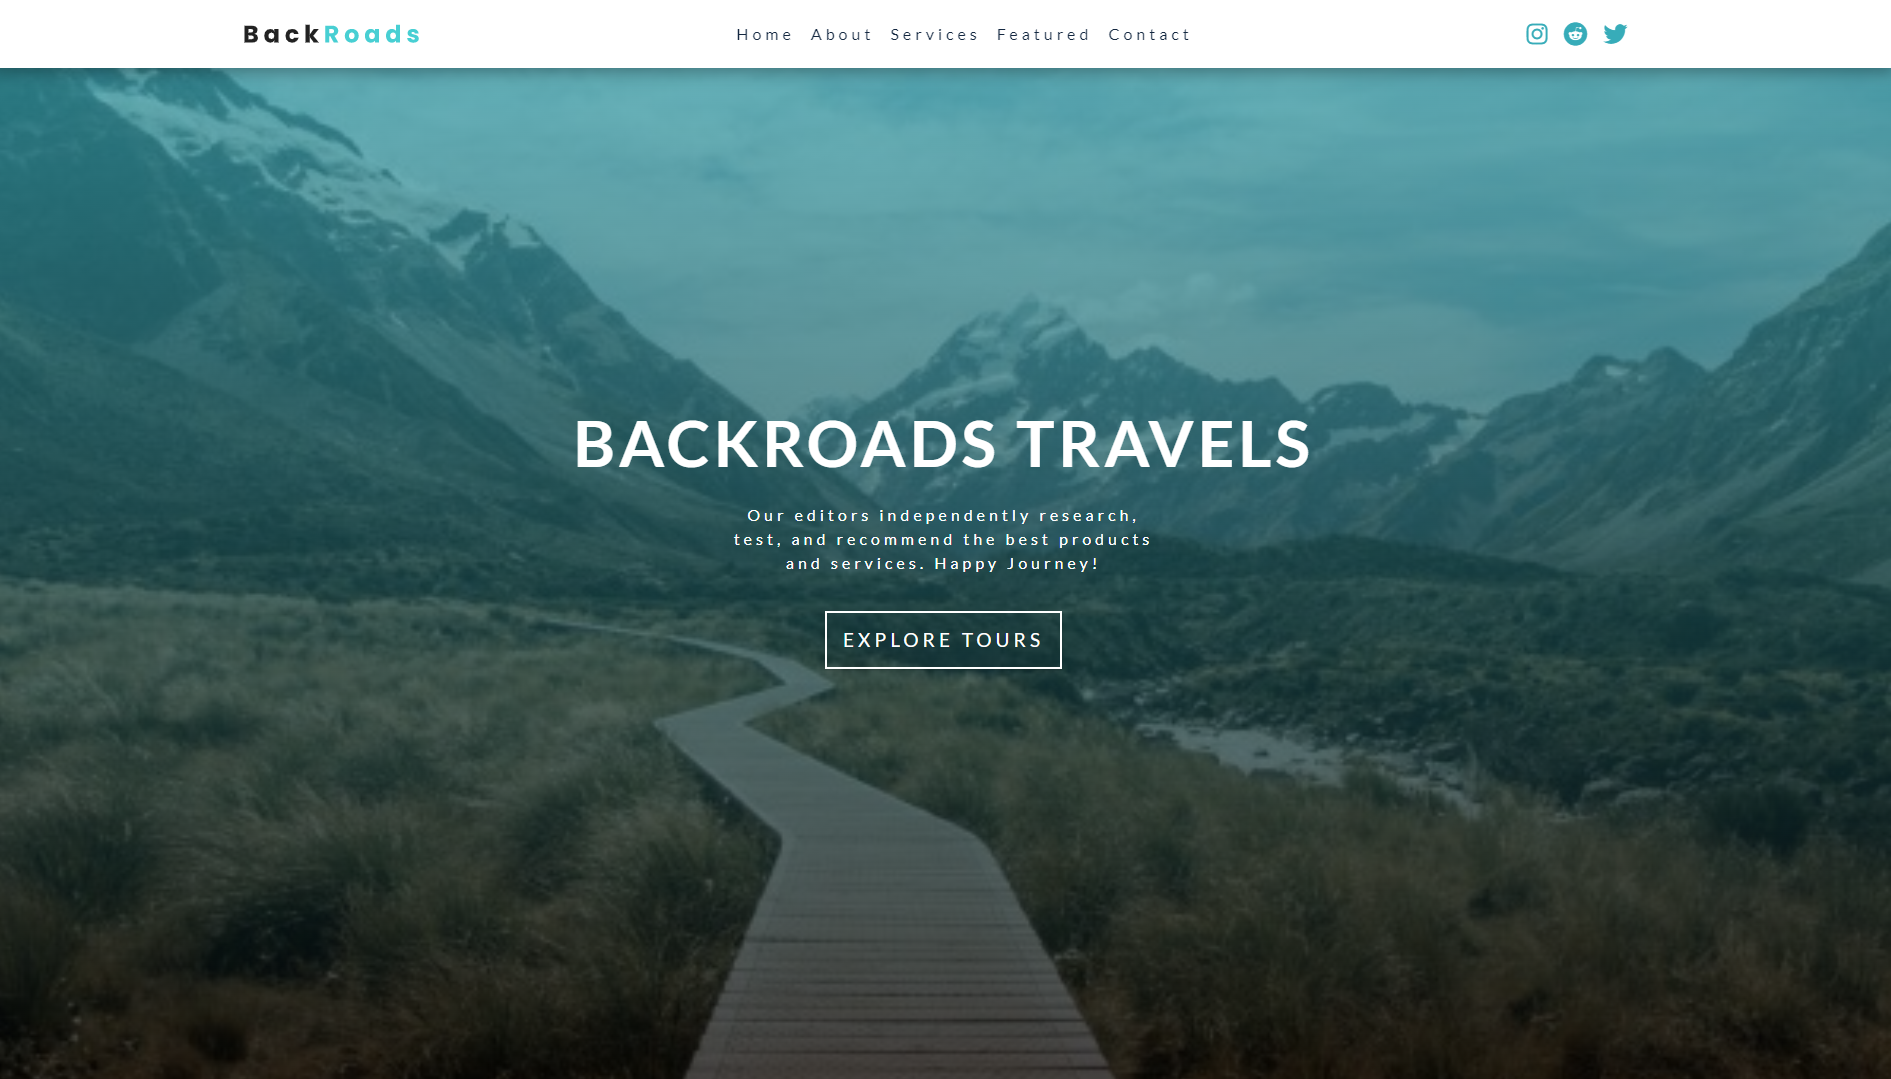 BackRoads
Home About Services Featured Contact
BACKROADS TRAVELS
Our editors independently research,
test, and recommend the best products
and services. Happy Journey!
EXPLORE TOURS